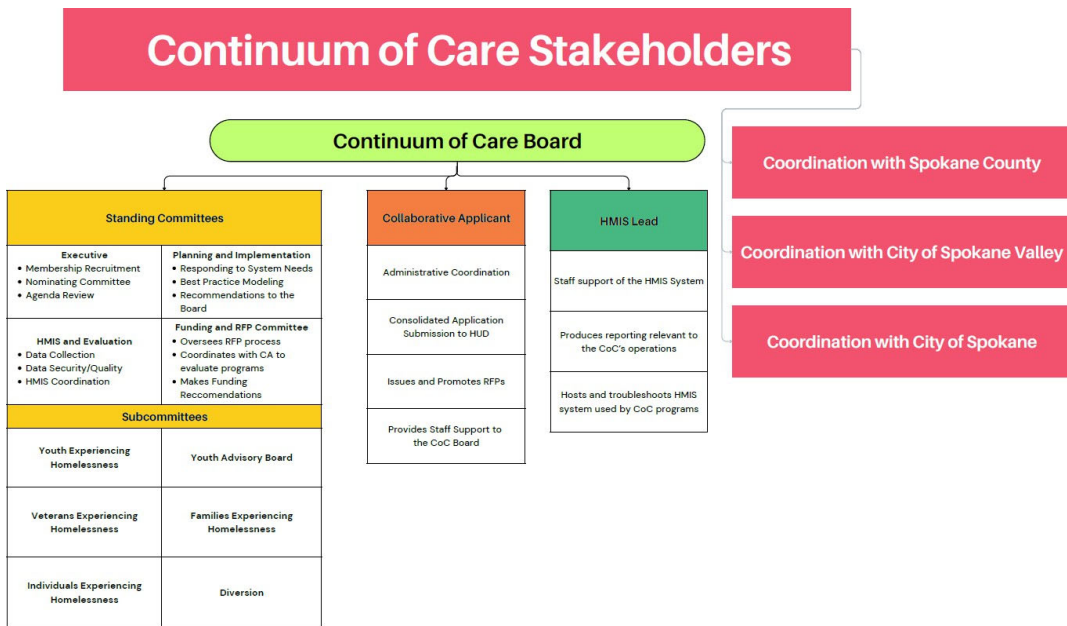 Continuum of Care Stakeholders
Continuum of Care Board
Coordination with Spokane County
Coordination with City of Spokane Valley
Coordination with City of Spokane
Standing Committees
Executive
• Membership Recruitment
• Nominating Committee
• Agenda Review
Planning and Implementation
• Responding to System Needs
• Best Practice Modeling
• Recommendations to the
Board
HMIS and Evaluation
• Data Collection
• Data Security/Quality
• HMIS Coordination
Funding and RFP Committee
• Oversees RFP process
• Coordinates with CA to
evaluate programs
• Makes Funding
Reccomendations
Subcommittees
Youth Experiencing
Homelessness
Youth Advisory Board
Veterans Experiencing
Homelessness
Families Experiencing
Homelessness
Individuals Experiencing
Homelessness
Diversion
Collaborative Applicant
Administrative Coordination
Consolidated Application
Submission to HUD
Issues and Promotes RFPs
Provides Staff Support to
the CoC Board
HMIS Lead
Staff support of the HMIS System
Produces reporting relevant to
the CoC's operations
Hosts and troubleshoots HMIS
system used by CoC programs